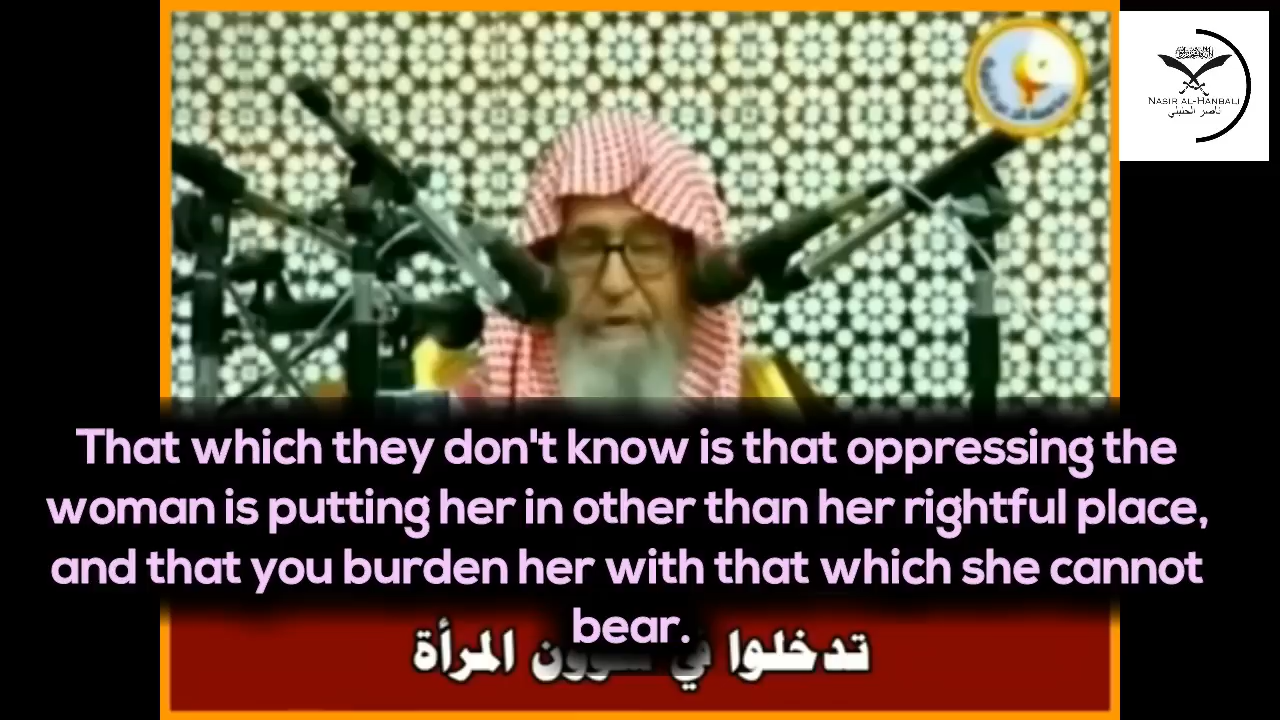 NASIR AL-HANBALI
ناصر الحنبلي
That which they don't know is that oppressing the
woman is putting her in other than her rightful place,
and that you burden her with that which she cannot
bear.
تدخلوا في شؤون المرأة